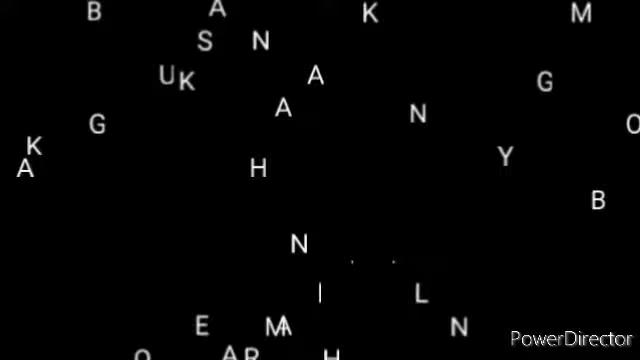 B A K M
S N
U K A G
A N
G O
K Y
A H
B
N
I L
E M A N
PowerDirector
O A R H